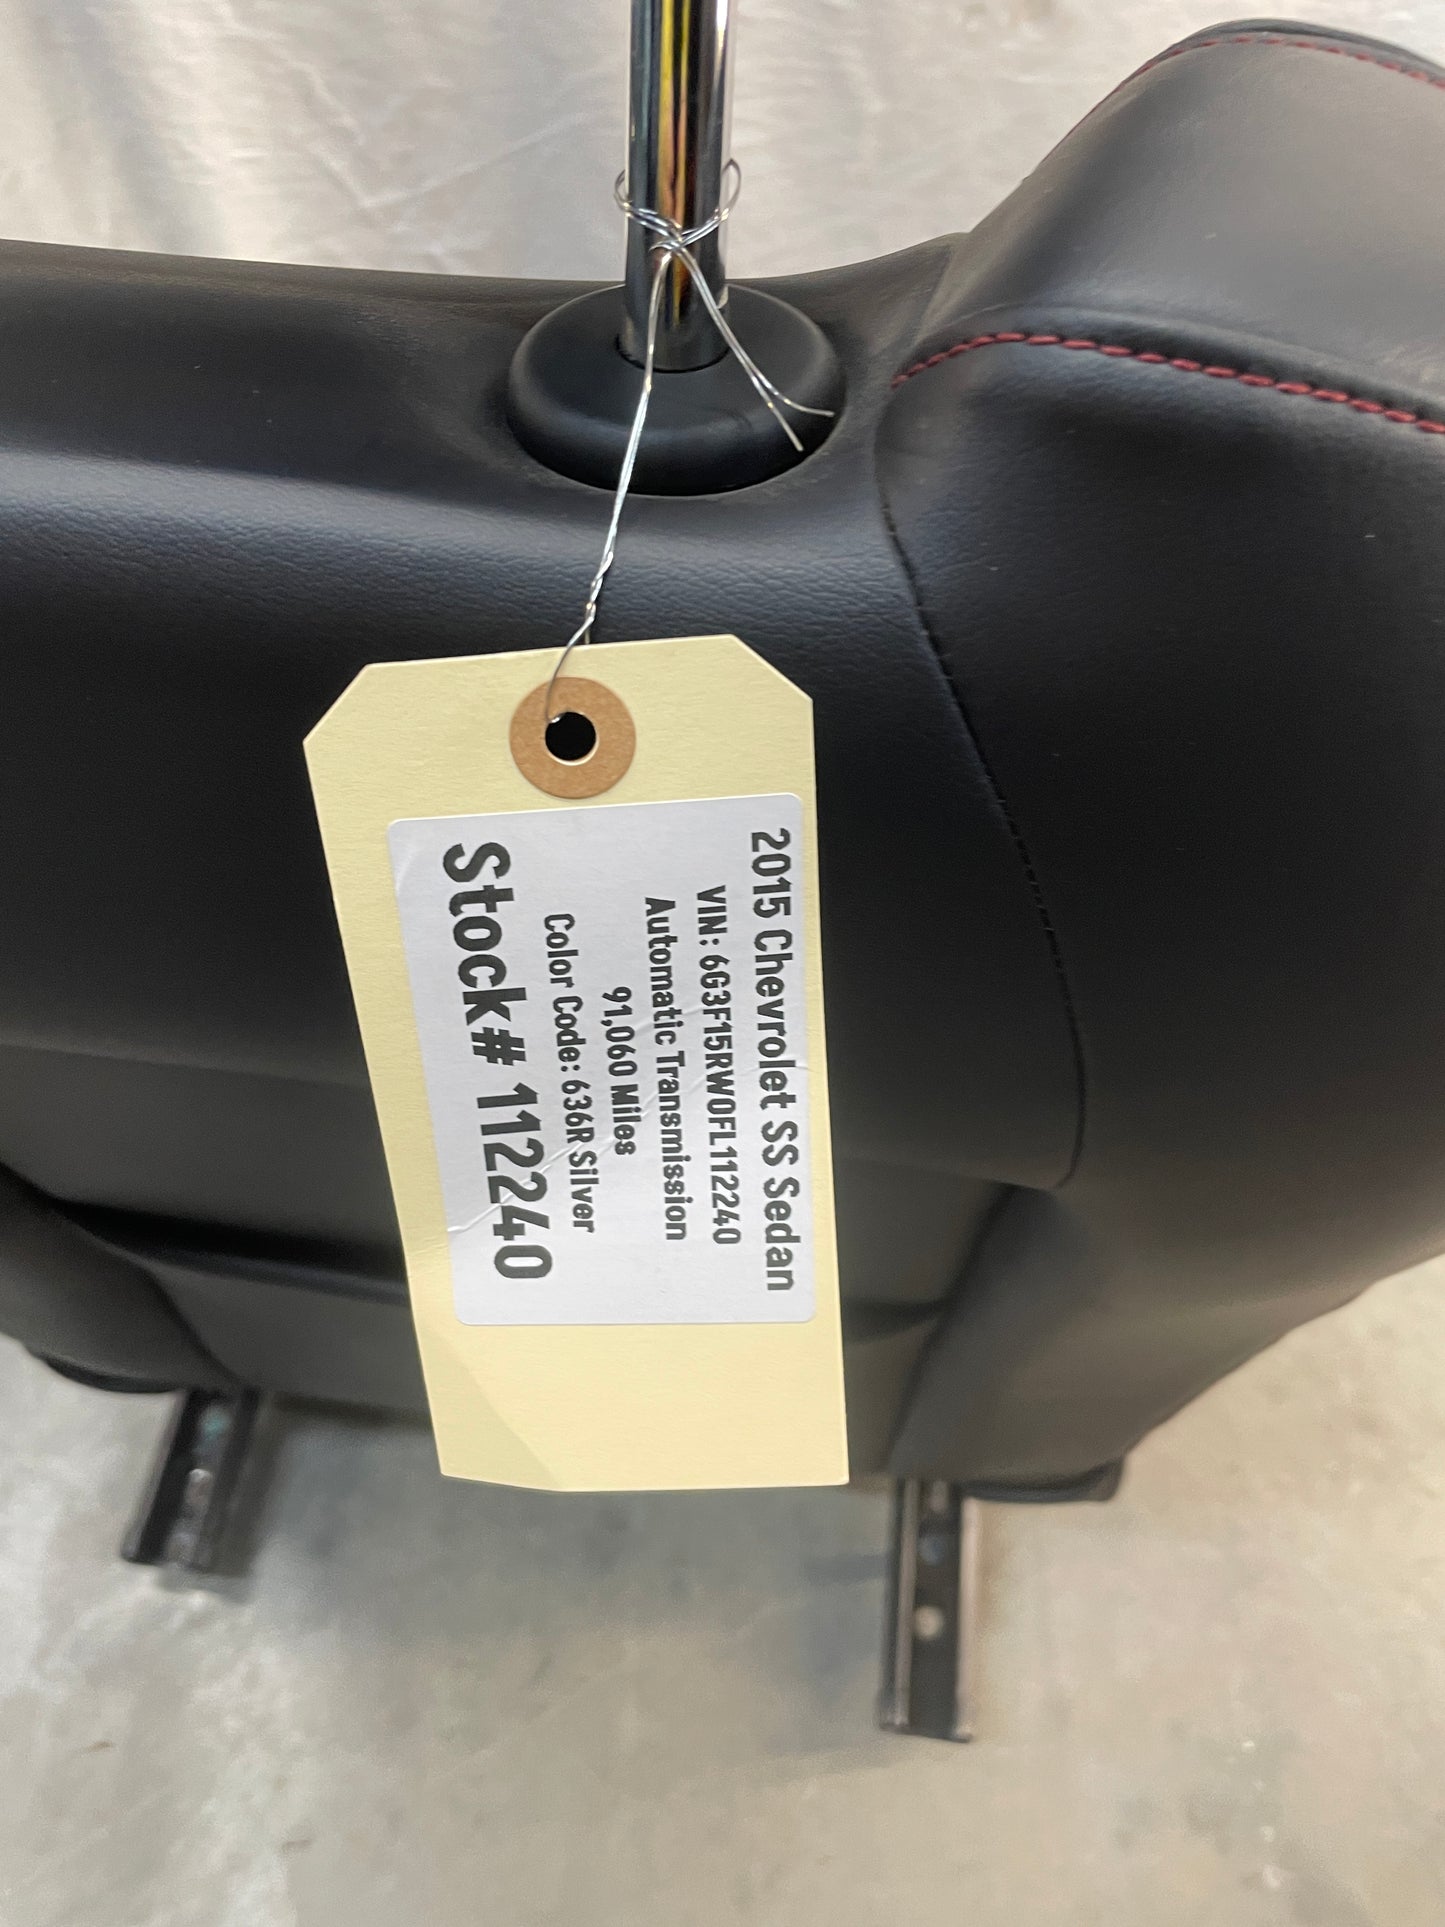 2015 Chevrolet SS Sedan
VIN: 6G3F15RW0FL112240
Automatic Transmission
91,060 Miles
Color Code: 636R Silver
Stock# 112240